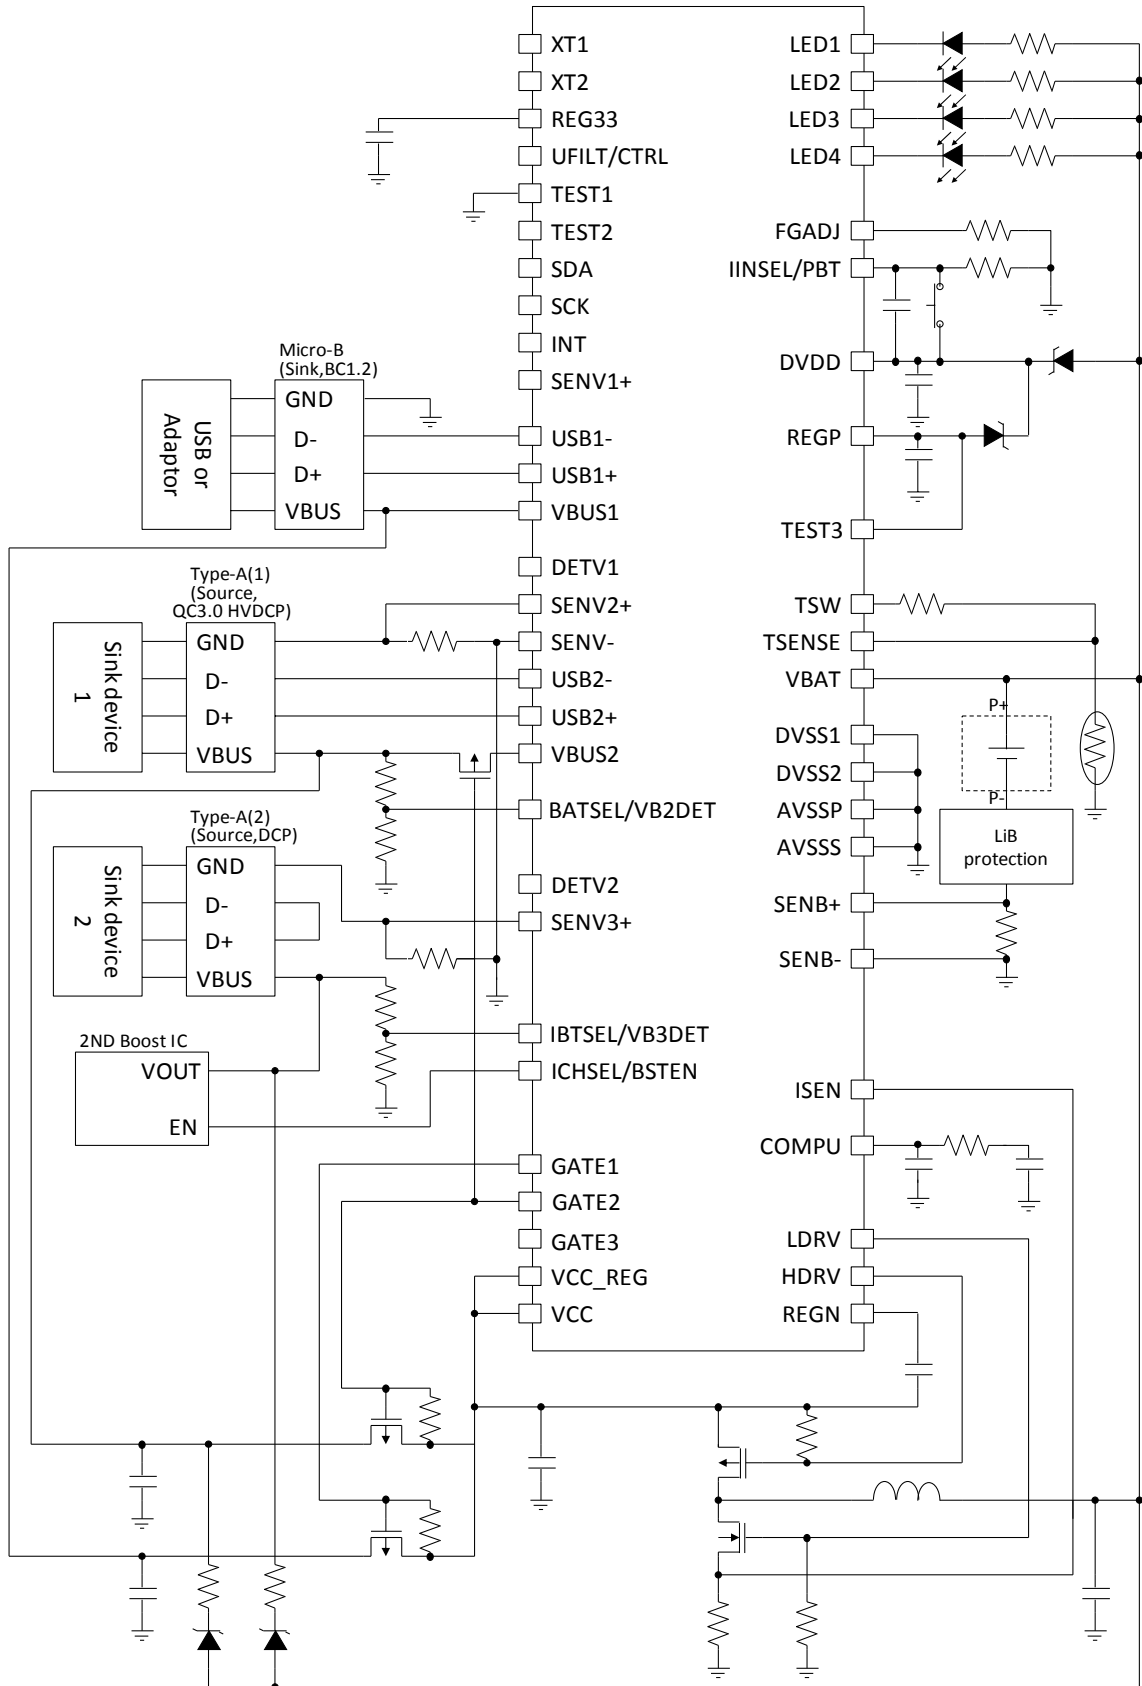 XT1
XT2
REG33
UFILT/CTRL
TEST1
TEST2
SDA
SCK
INT
SENV1+
USB1-
USB1+
VBUS1
DETV1
SENV2+
SENV-
USB2-
USB2+
VBUS2
BATSEL/VB2DET
DETV2
SENV3+
IBTSEL/VB3DET
ICHSEL/BSTEN
GATE1
GATE2
GATE3
VCC_REG
VCC
LED1
LED2
LED3
LED4
FGADJ
IINSEL/PBT
DVDD
REGP
TEST3
TSW
TSENSE
VBAT
DVSS1
DVSS2
AVSSP
AVSSS
SENB+
SENB-
ISEN
COMPU
LDRV
HDRV
REGN
Micro-B
(Sink,BC1.2)
GND
D-
D+
VBUS
USB or
Adaptor
Type-A(1)
(Source,
QC3.0 HVDCP)
GND
D-
D+
VBUS
Sink device
1
Type-A(2)
(Source,DCP)
GND
D-
D+
VBUS
Sink device
2
2ND Boost IC
VOUT
EN
P+
P-
LiB
protection